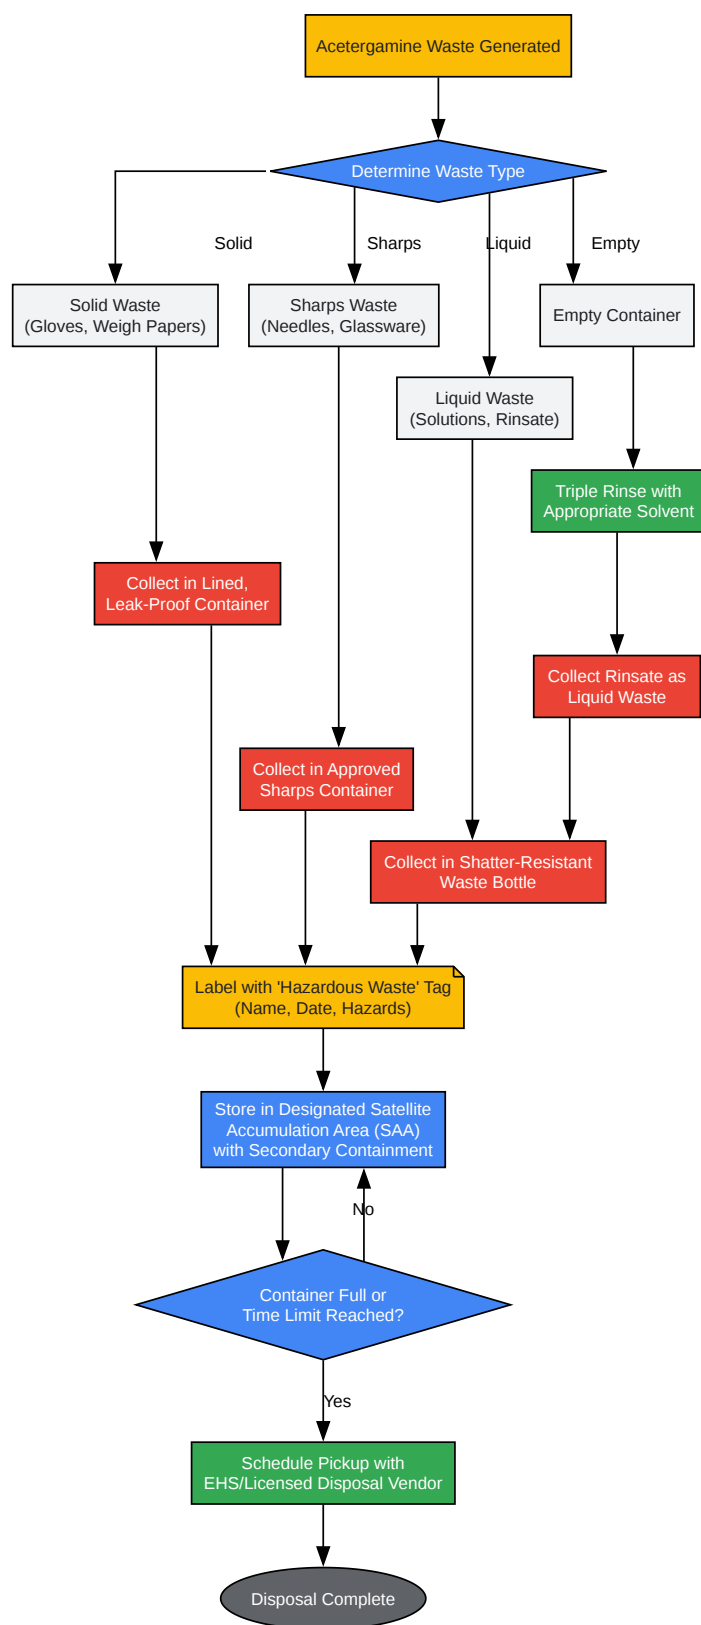 Acetergamine Waste Generated
Determine Waste Type
Solid
Sharps
Liquid
Empty
Solid Waste
(Gloves, Weigh Papers)
Sharps Waste
(Needles, Glassware)
Empty Container
Liquid Waste
(Solutions, Rinsate)
Triple Rinse with
Appropriate Solvent
Collect in Lined,
Leak-Proof Container
Collect Rinsate as
Liquid Waste
Collect in Approved
Sharps Container
Collect in Shatter-Resistant
Waste Bottle
Label with 'Hazardous Waste' Tag
(Name, Date, Hazards)
Store in Designated Satellite
Accumulation Area (SAA)
with Secondary Containment
No
Container Full or
Time Limit Reached?
Yes
Schedule Pickup with
EHS/Licensed Disposal Vendor
Disposal Complete